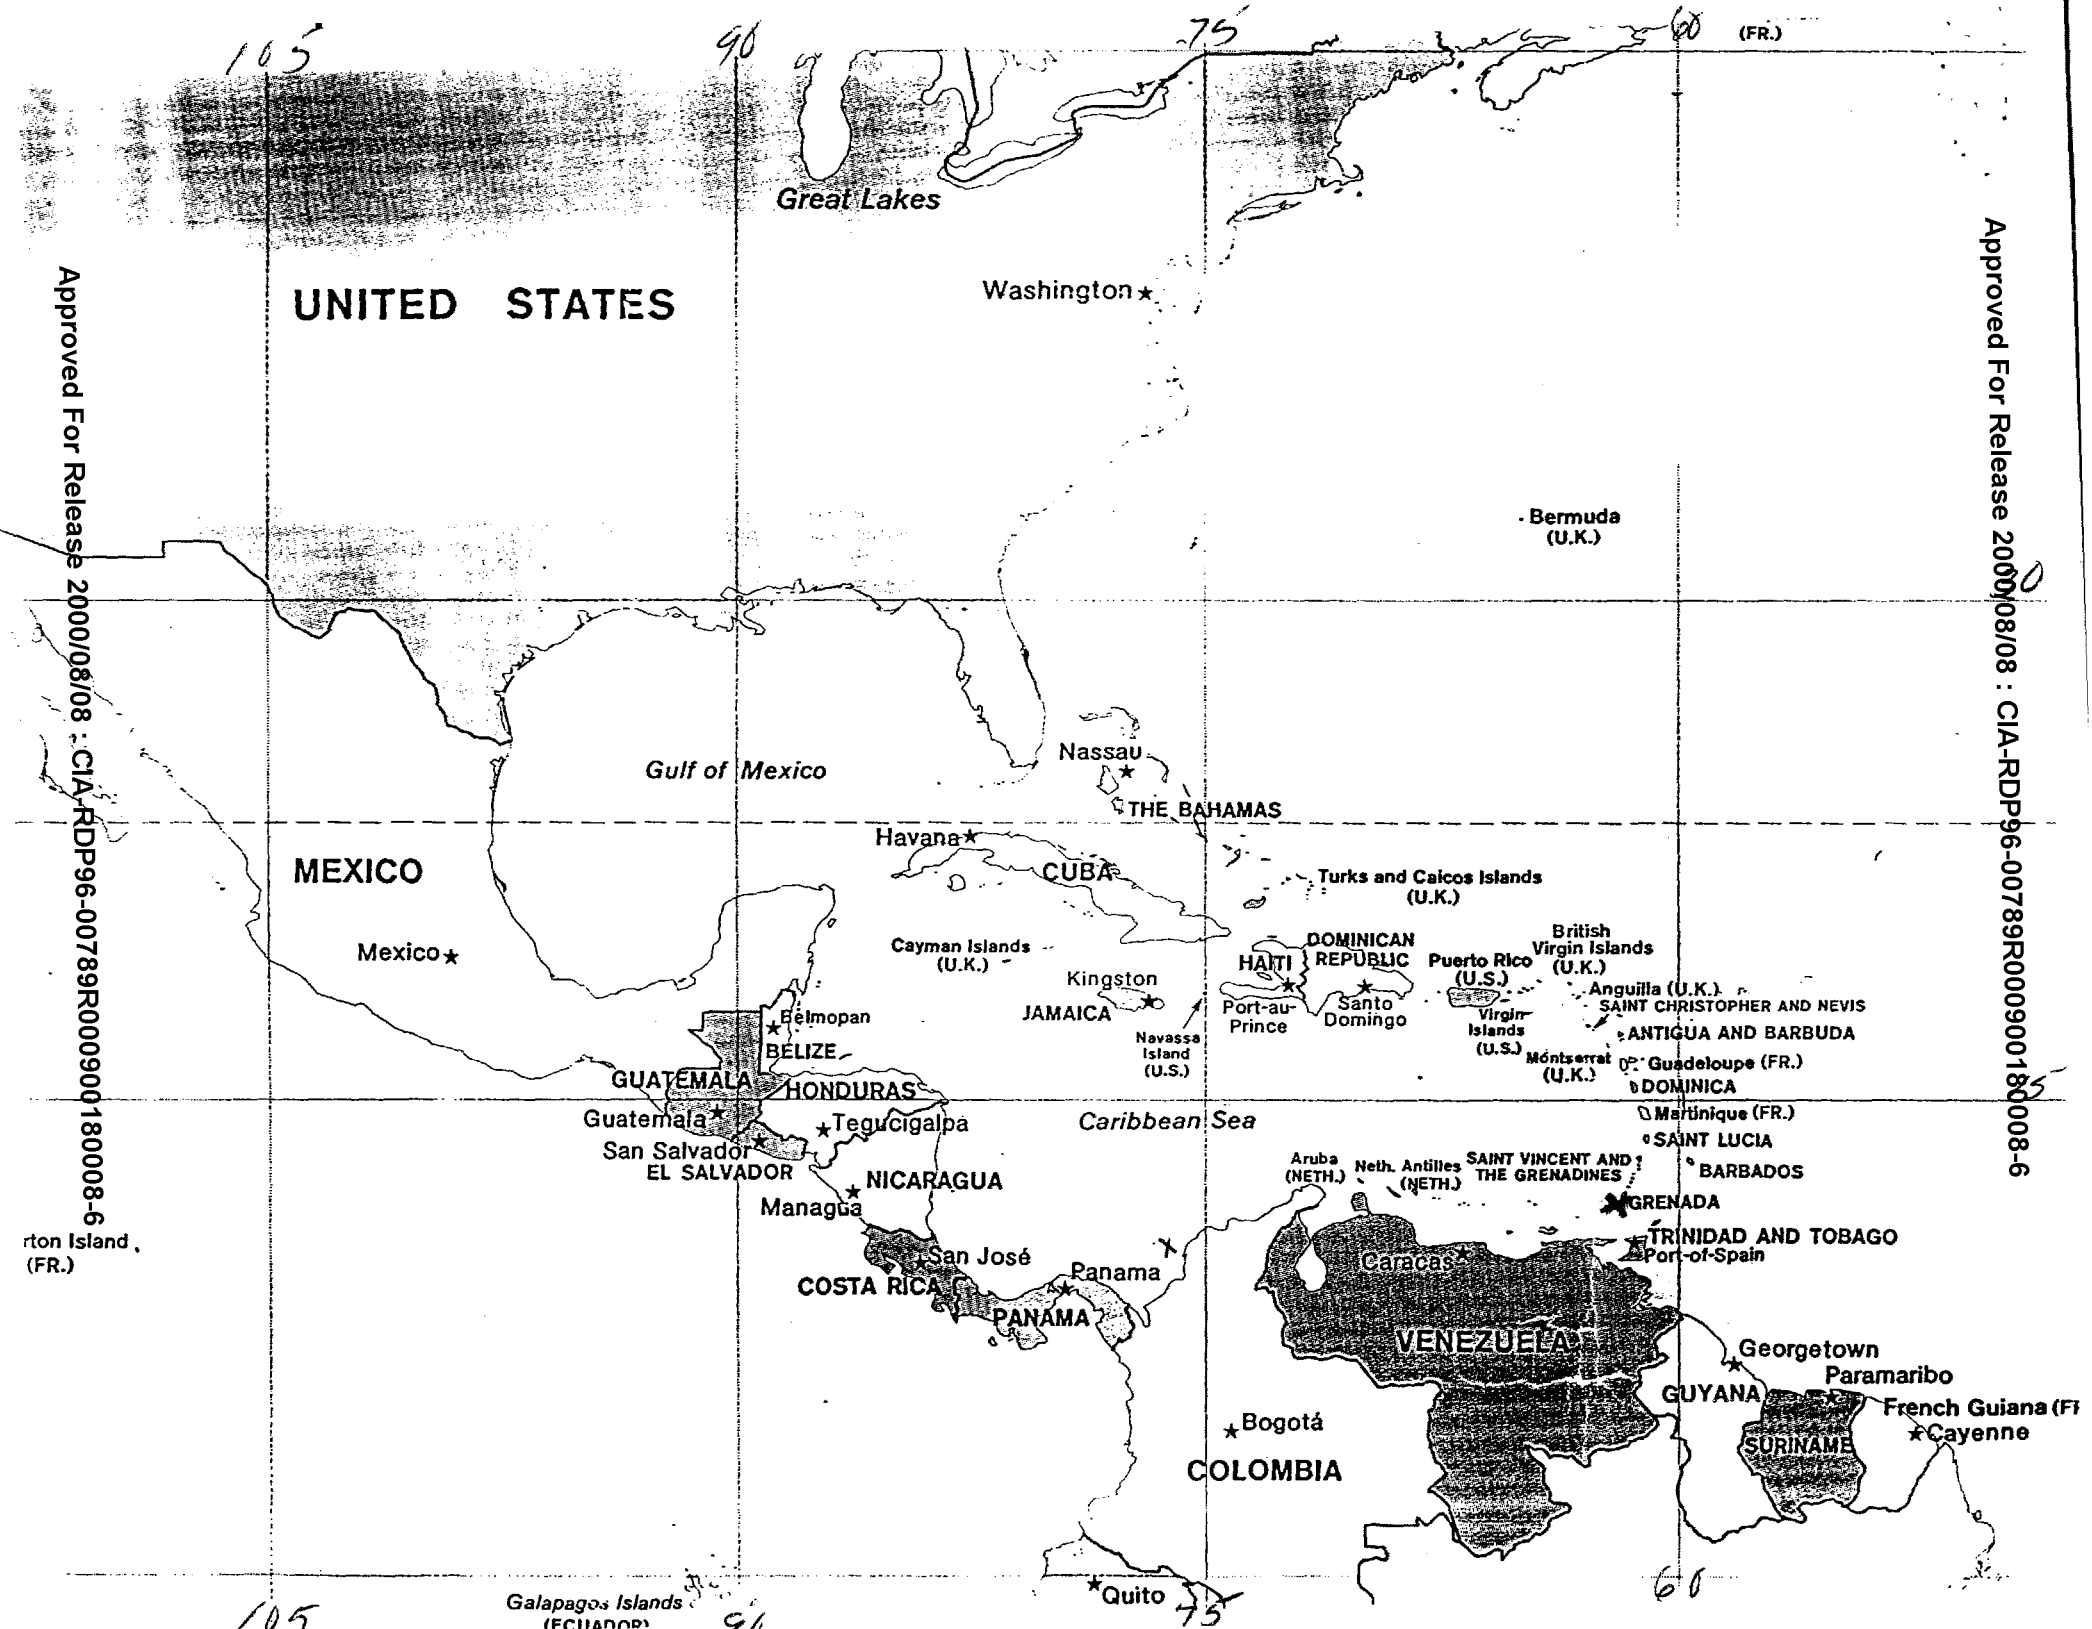 105
90
75
60
(FR.)
Great Lakes
Approved For Release 2000/08/08 : CIA-RDP96-00789R000900180008-6
Approved For Release 2000/08/08 : CIA-RDP96-00789R000900180008-6
UNITED STATES
Washington
Bermuda
(U.K.)
Nassau
Gulf of Mexico
THE BAHAMAS
Havana
MEXICO
CUBA
Turks and Caicos Islands
(U.K.)
Mexico
Cayman Islands
(U.K.)
Kingston
JAMAICA
HAITI
Port-au-
Prince
DOMINICAN
REPUBLIC
Santo
Domingo
Puerto Rico
(U.S.)
British
Virgin Islands
(U.K.)
Anguilla (U.K.)
SAINT CHRISTOPHER AND NEVIS
Virgin
Islands
(U.S.)
Navassa
Island
(U.S.)
ANTIGUA AND BARBUDA
Montserrat
(U.K.)
Guadeloupe (FR.)
DOMINICA
Martinique (FR.)
SAINT LUCIA
Belmopan
BELIZE
GUATEMALA
HONDURAS
Guatemala
Tegucigalpa
Caribbean Sea
San Salvador
EL SALVADOR
NICARAGUA
Managua
Aruba
(NETH.)
Neth. Antilles
(NETH.)
SAINT VINCENT AND
THE GRENADINES
BARBADOS
GRENADA
TRINIDAD AND TOBAGO
Port-of-Spain
rton Island
(FR.)
San José
COSTA RICA
Panama
PANAMA
Caracas
VENEZUELA
Georgetown
Paramaribo
GUYANA
French Guiana (FR
Cayenne
SURINAME
Bogotá
COLOMBIA
Quito
Galapagos Islands
(ECUADOR)
105
90
75
60